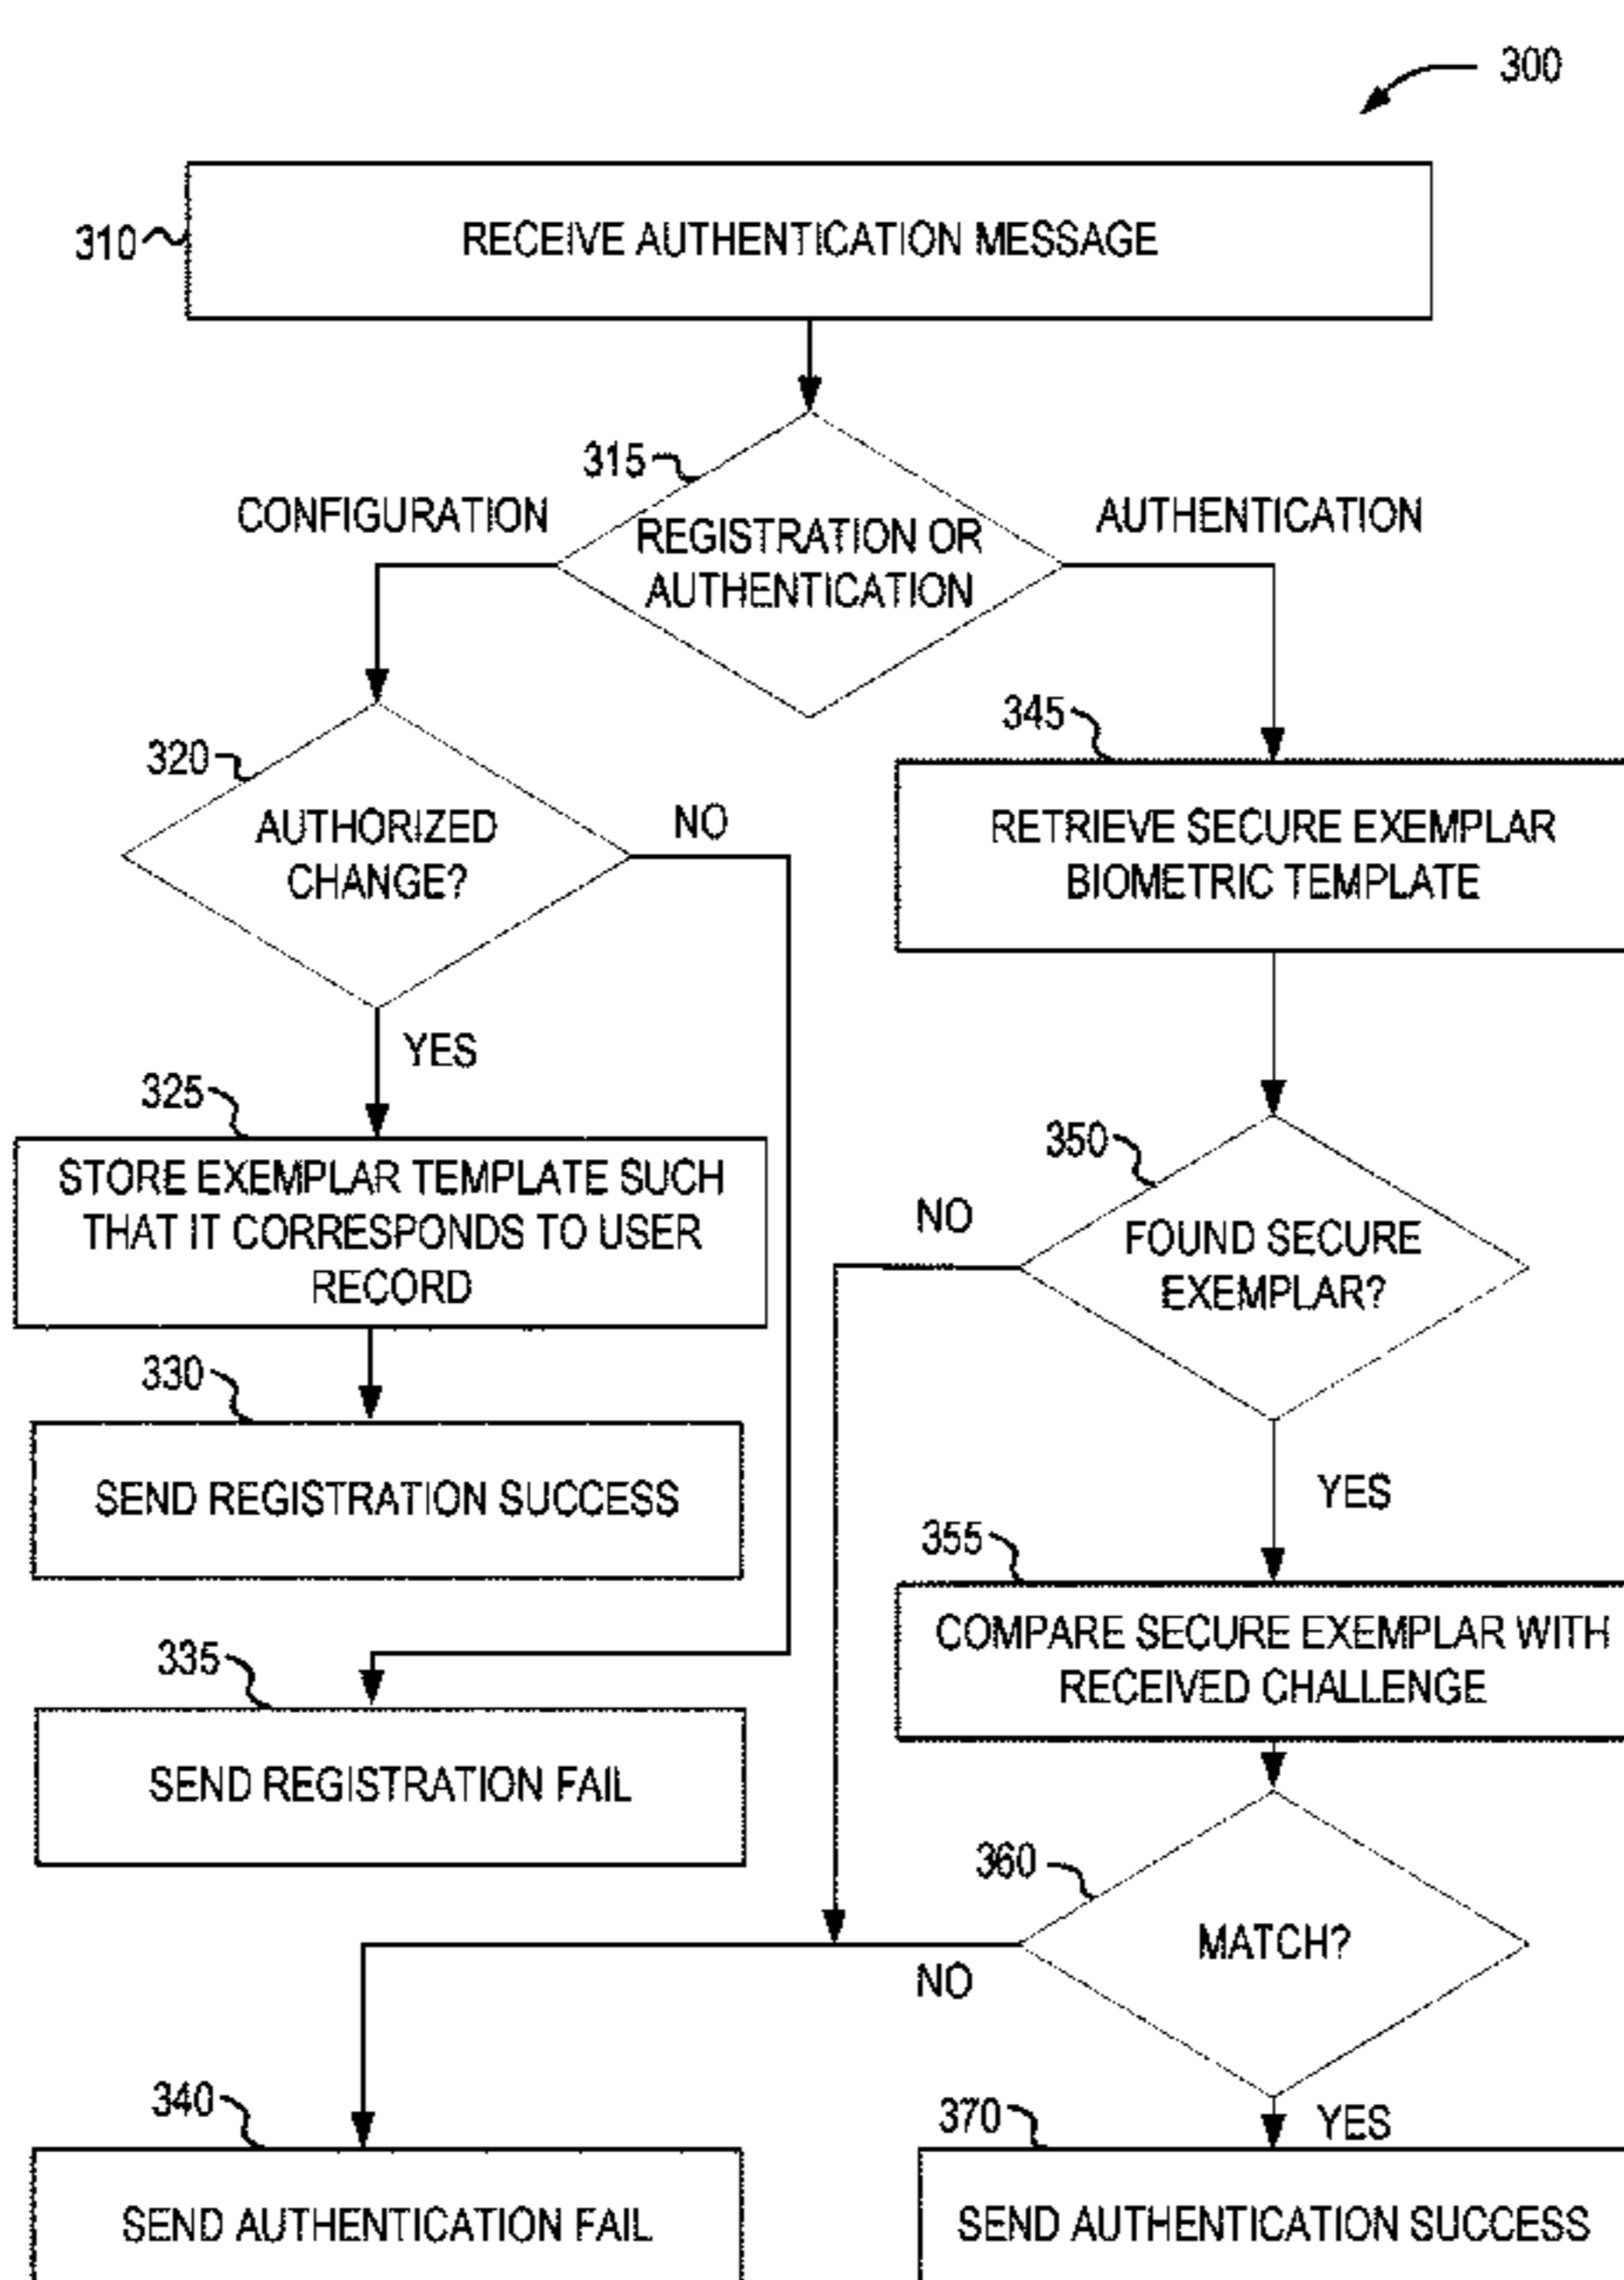 300
310
RECEIVE AUTHENTICATION MESSAGE
315
CONFIGURATION
REGISTRATION OR
AUTHENTICATION
AUTHENTICATION
320
AUTHORIZED
CHANGE?
NO
YES
345
RETRIEVE SECURE EXEMPLAR
BIOMETRIC TEMPLATE
325
STORE EXEMPLAR TEMPLATE SUCH
THAT IT CORRESPONDS TO USER
RECORD
350
NO
FOUND SECURE
EXEMPLAR?
YES
330
SEND REGISTRATION SUCCESS
355
COMPARE SECURE EXEMPLAR WITH
RECEIVED CHALLENGE
335
SEND REGISTRATION FAIL
360
MATCH?
NO
YES
340
SEND AUTHENTICATION FAIL
370
SEND AUTHENTICATION SUCCESS